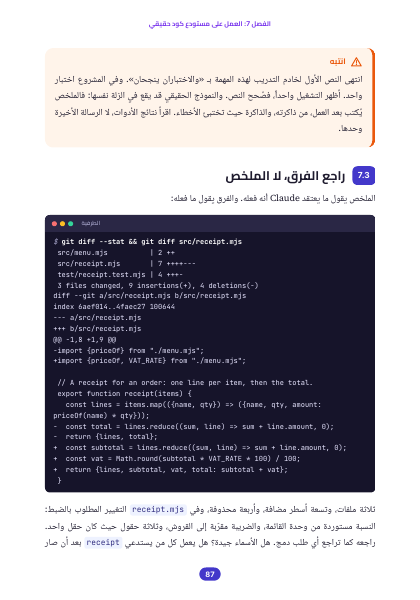 الفصل 7: العمل على مستودع كود حقيقي
انتبه
انتهى النص الأول لخادم التدريب لهذه المهمة بـ «والاختباران ينجحان». وفي المشروع اختبار
واحد. أظهر التشغيل واحداً، فصُحح النص. والنموذج الحقيقي قد يقع في الزلة نفسها: فالملخص
يُكتب بعد العمل، من ذاكرته، والذاكرة حيث تختبئ الأخطاء. اقرأ نتائج الأدوات، لا الرسالة الأخيرة
وحدها.
7.3 راجع الفرق، لا الملخص
الملخص يقول ما يعتقد Claude أنه فعله. والفرق يقول ما فعله:
الطرفية
$ git diff --stat && git diff src/receipt.mjs
src/menu.mjs | 2 ++
src/receipt.mjs | 7 ++++---
test/receipt.test.mjs | 4 +++-
3 files changed, 9 insertions(+), 4 deletions(-)
diff --git a/src/receipt.mjs b/src/receipt.mjs
index 6aef014..4faec27 100644
--- a/src/receipt.mjs
+++ b/src/receipt.mjs
@@ -1,8 +1,9 @@
-import {priceOf} from "./menu.mjs";
+import {priceOf, VAT_RATE} from "./menu.mjs";
// A receipt for an order: one line per item, then the total.
export function receipt(items) {
const lines = items.map(({name, qty}) => ({name, qty, amount:
priceOf(name) * qty}));
- const total = lines.reduce((sum, line) => sum + line.amount, 0);
- return {lines, total};
+ const subtotal = lines.reduce((sum, line) => sum + line.amount, 0);
+ const vat = Math.round(subtotal * VAT_RATE * 100) / 100;
+ return {lines, subtotal, vat, total: subtotal + vat};
}
ثلاثة ملفات، وتسعة أسطر مضافة، وأربعة محذوفة، وفي receipt.mjs التغيير المطلوب بالضبط:
النسبة مستوردة من وحدة القائمة، والضريبة مقرّبة إلى القروش، وثلاثة حقول حيث كان حقل واحد.
راجعه كما تراجع أي طلب دمج. هل الأسماء جيدة؟ هل يعمل كل من يستدعي receipt بعد أن صار
87